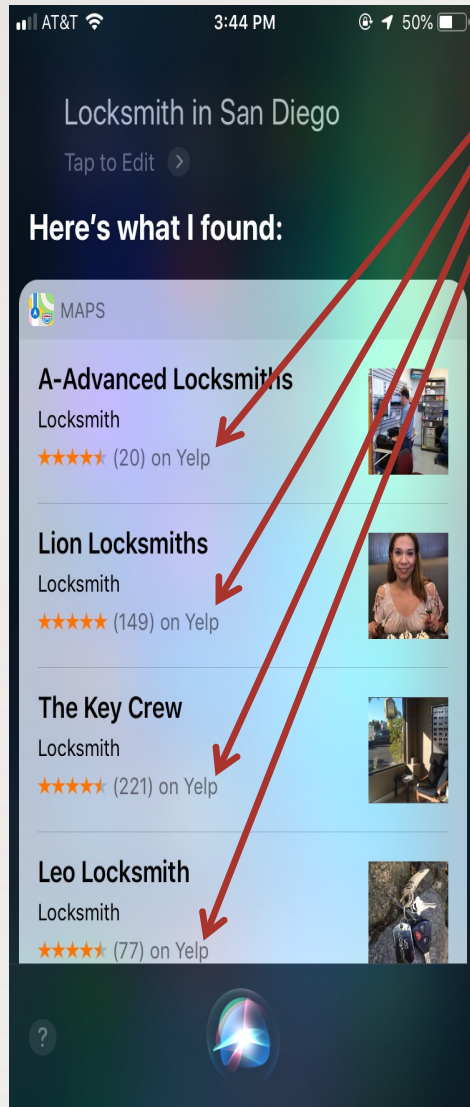 AT&T 3:44 PM 50%
Locksmith in San Diego
Tap to Edit >
Here's what I found:
MAPS
A-Advanced Locksmiths
Locksmith
★★★★★ (20) on Yelp
Lion Locksmiths
Locksmith
★★★★★ (149) on Yelp
The Key Crew
Locksmith
★★★★★ (221) on Yelp
Leo Locksmith
Locksmith
★★★★★ (77) on Yelp
?